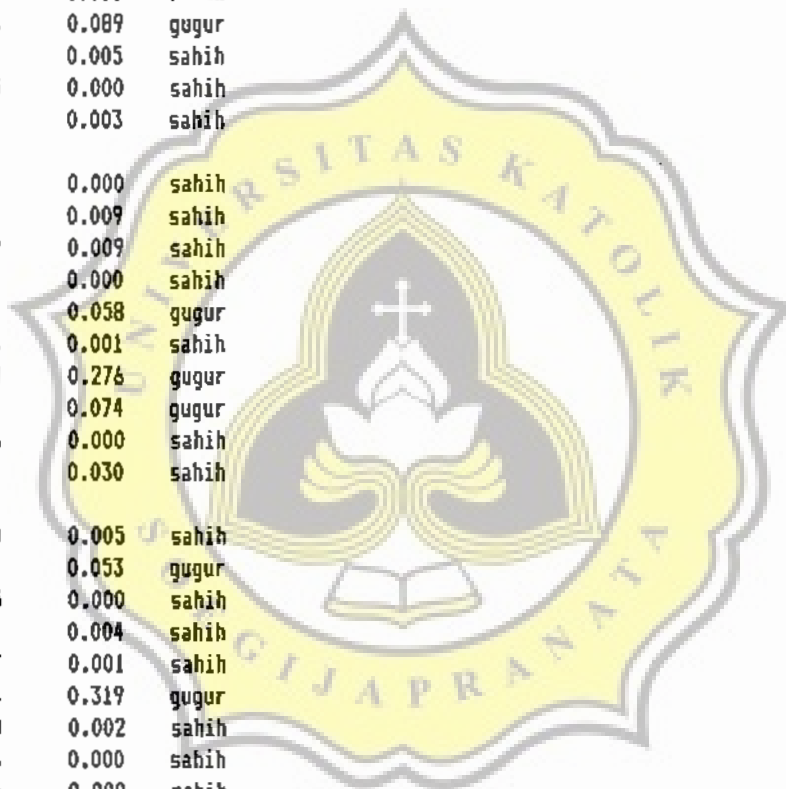 0.089 gugur
0.005 sahih
0.000 sahih
0.003 sahih
0.000 sahih
0.009 sahih
0.009 sahih
0.000 sahih
0.058 gugur
0.001 sahih
0.276 gugur
0.074 gugur
0.000 sahih
0.030 sahih
0.005 sahih
0.053 gugur
0.000 sahih
0.004 sahih
0.001 sahih
0.319 gugur
0.002 sahih
0.000 sahih
UNIVERSITAS KATOLIK
SOEGIJAPRANATA